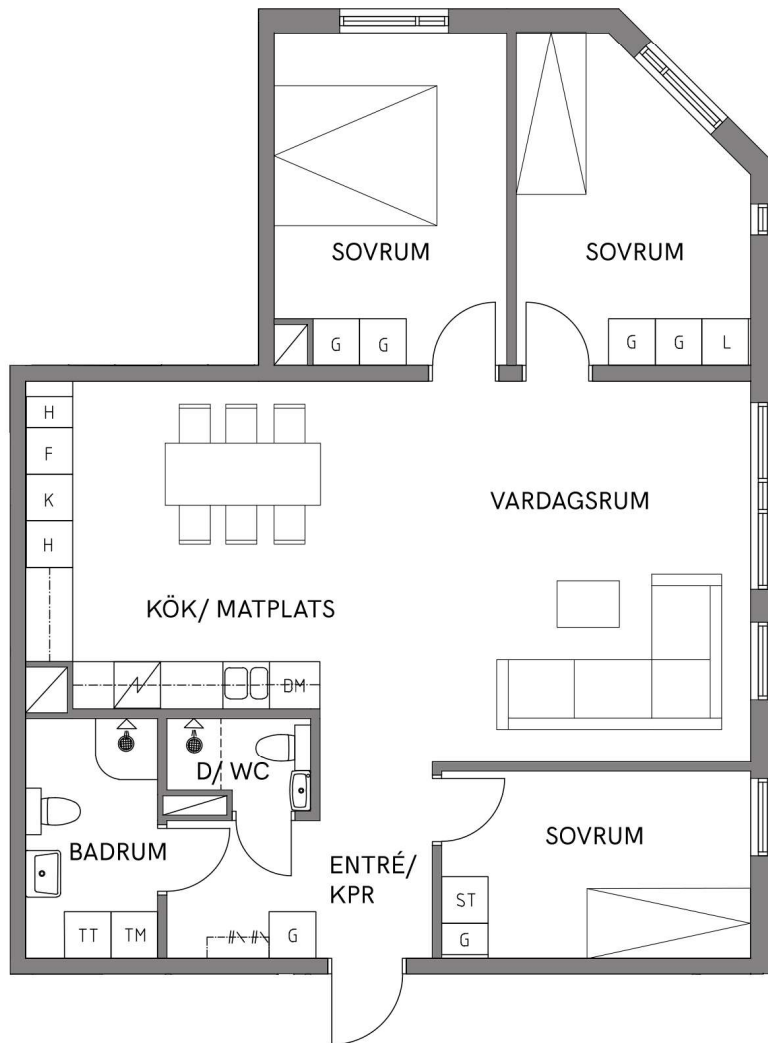 SOVRUM
SOVRUM
G G
G G L
H
F
K
H
VARDAGSRUM
KÖK/ MATPLATS
DM
D/ WC
BADRUM
SOVRUM
ENTRÉ/
KPR
ST
G
TT TM
G